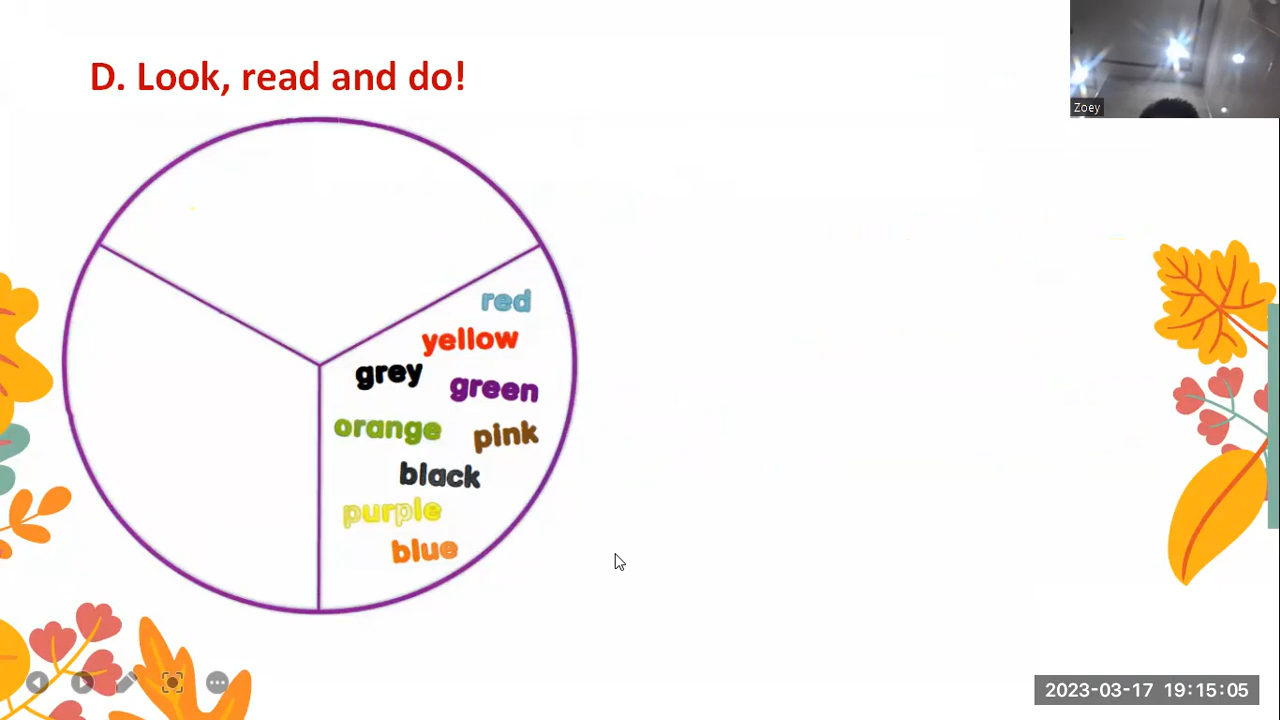 D. Look, read and do!
Zoey
red
yellow
grey
green
orange
pink
black
purple
blue
2023-03-17 19:15:05